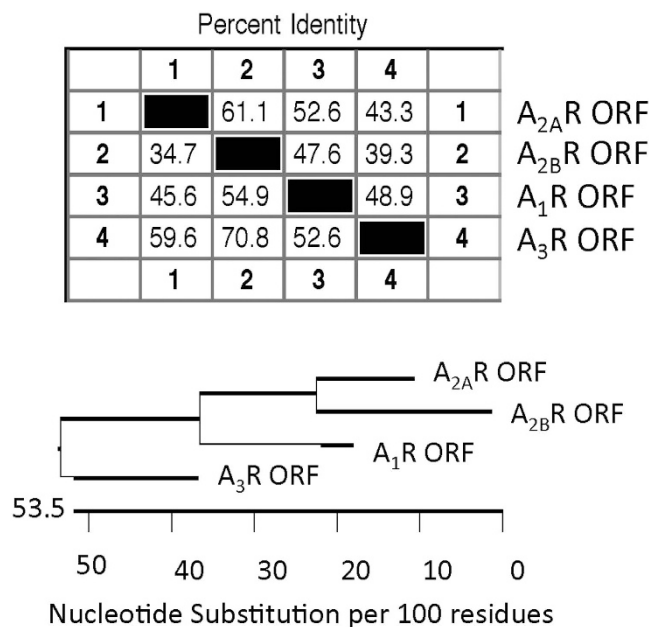 Percent Identity
1 2 3 4
1 61.1 52.6 43.3 1 A2AR ORF
2 34.7 47.6 39.3 2 A2BR ORF
3 45.6 54.9 48.9 3 A1R ORF
4 59.6 70.8 52.6 4 A3R ORF
1 2 3 4
A2AR ORF
A2BR ORF
A1R ORF
A3R ORF
53.5
50 40 30 20 10 0
Nucleotide Substitution per 100 residues